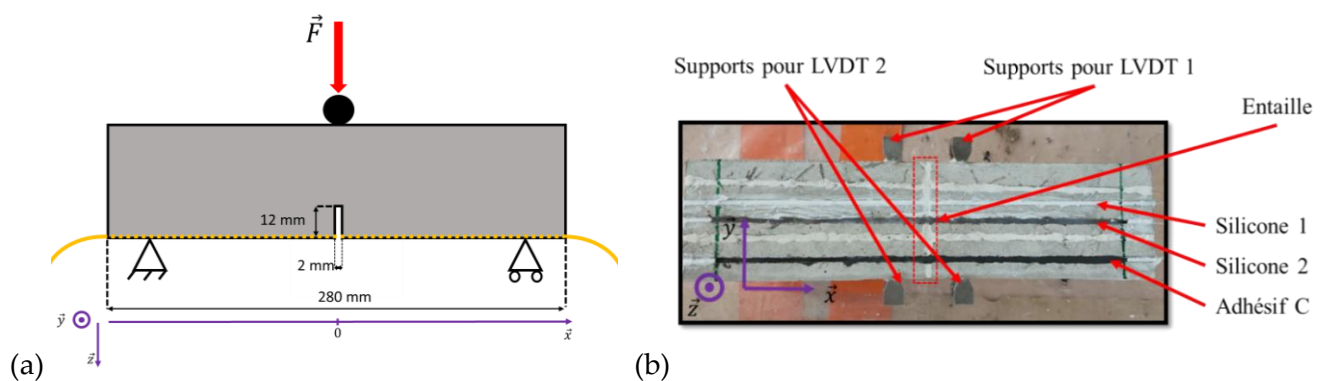 F
12 mm
2 mm
280 mm
y
0
x
z
(a)
Supports pour LVDT 2
Supports pour LVDT 1
Entaille
Silicone 1
Silicone 2
Adhésif C
y
x
z
(b)